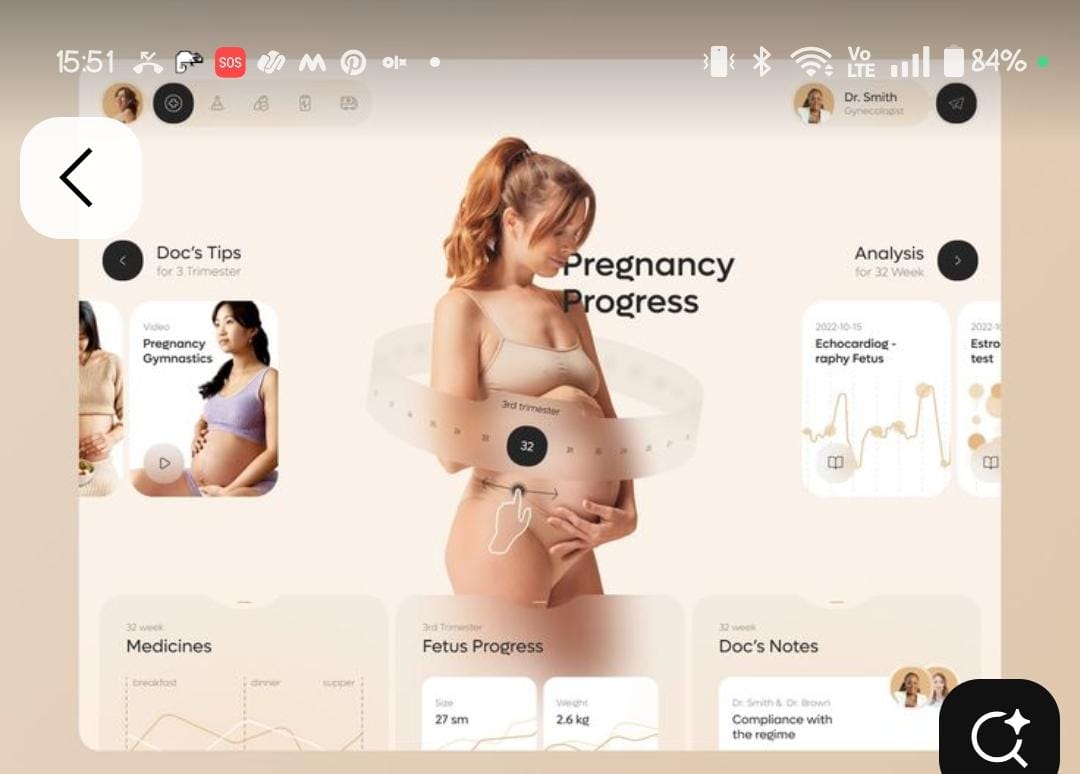 15:51
SOS
olx
Vo
LTE
84%
Dr. Smith
Gynecologist
Doc's Tips
for 3 Trimester
Pregnancy
Progress
Analysis
for 32 Week
Video
Pregnancy
Gymnastics
2022-10-15
Echocardiog -
raphy Fetus
2022-1
Estro
test
3rd trimester
32
32 week
Medicines
breakfast
dinner
supper
3rd Trimester
Fetus Progress
Size
27 sm
Weight
2.6 kg
32 week
Doc's Notes
Dr. Smith & Dr. Brown
Compliance with
the regime